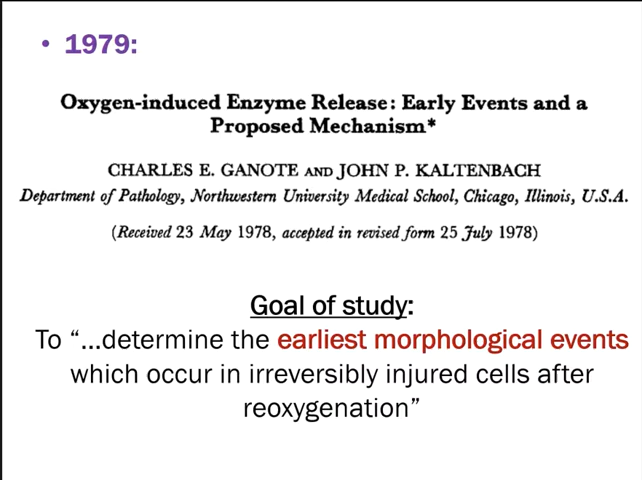 • 1979:
Oxygen-induced Enzyme Release: Early Events and a
Proposed Mechanism*
CHARLES E. GANOTE AND JOHN P. KALTENBACH
Department of Pathology, Northwestern University Medical School, Chicago, Illinois, U.S.A.
(Received 23 May 1978, accepted in revised form 25 July 1978)
Goal of study:
To “...determine the earliest morphological events
which occur in irreversibly injured cells after
reoxygenation”